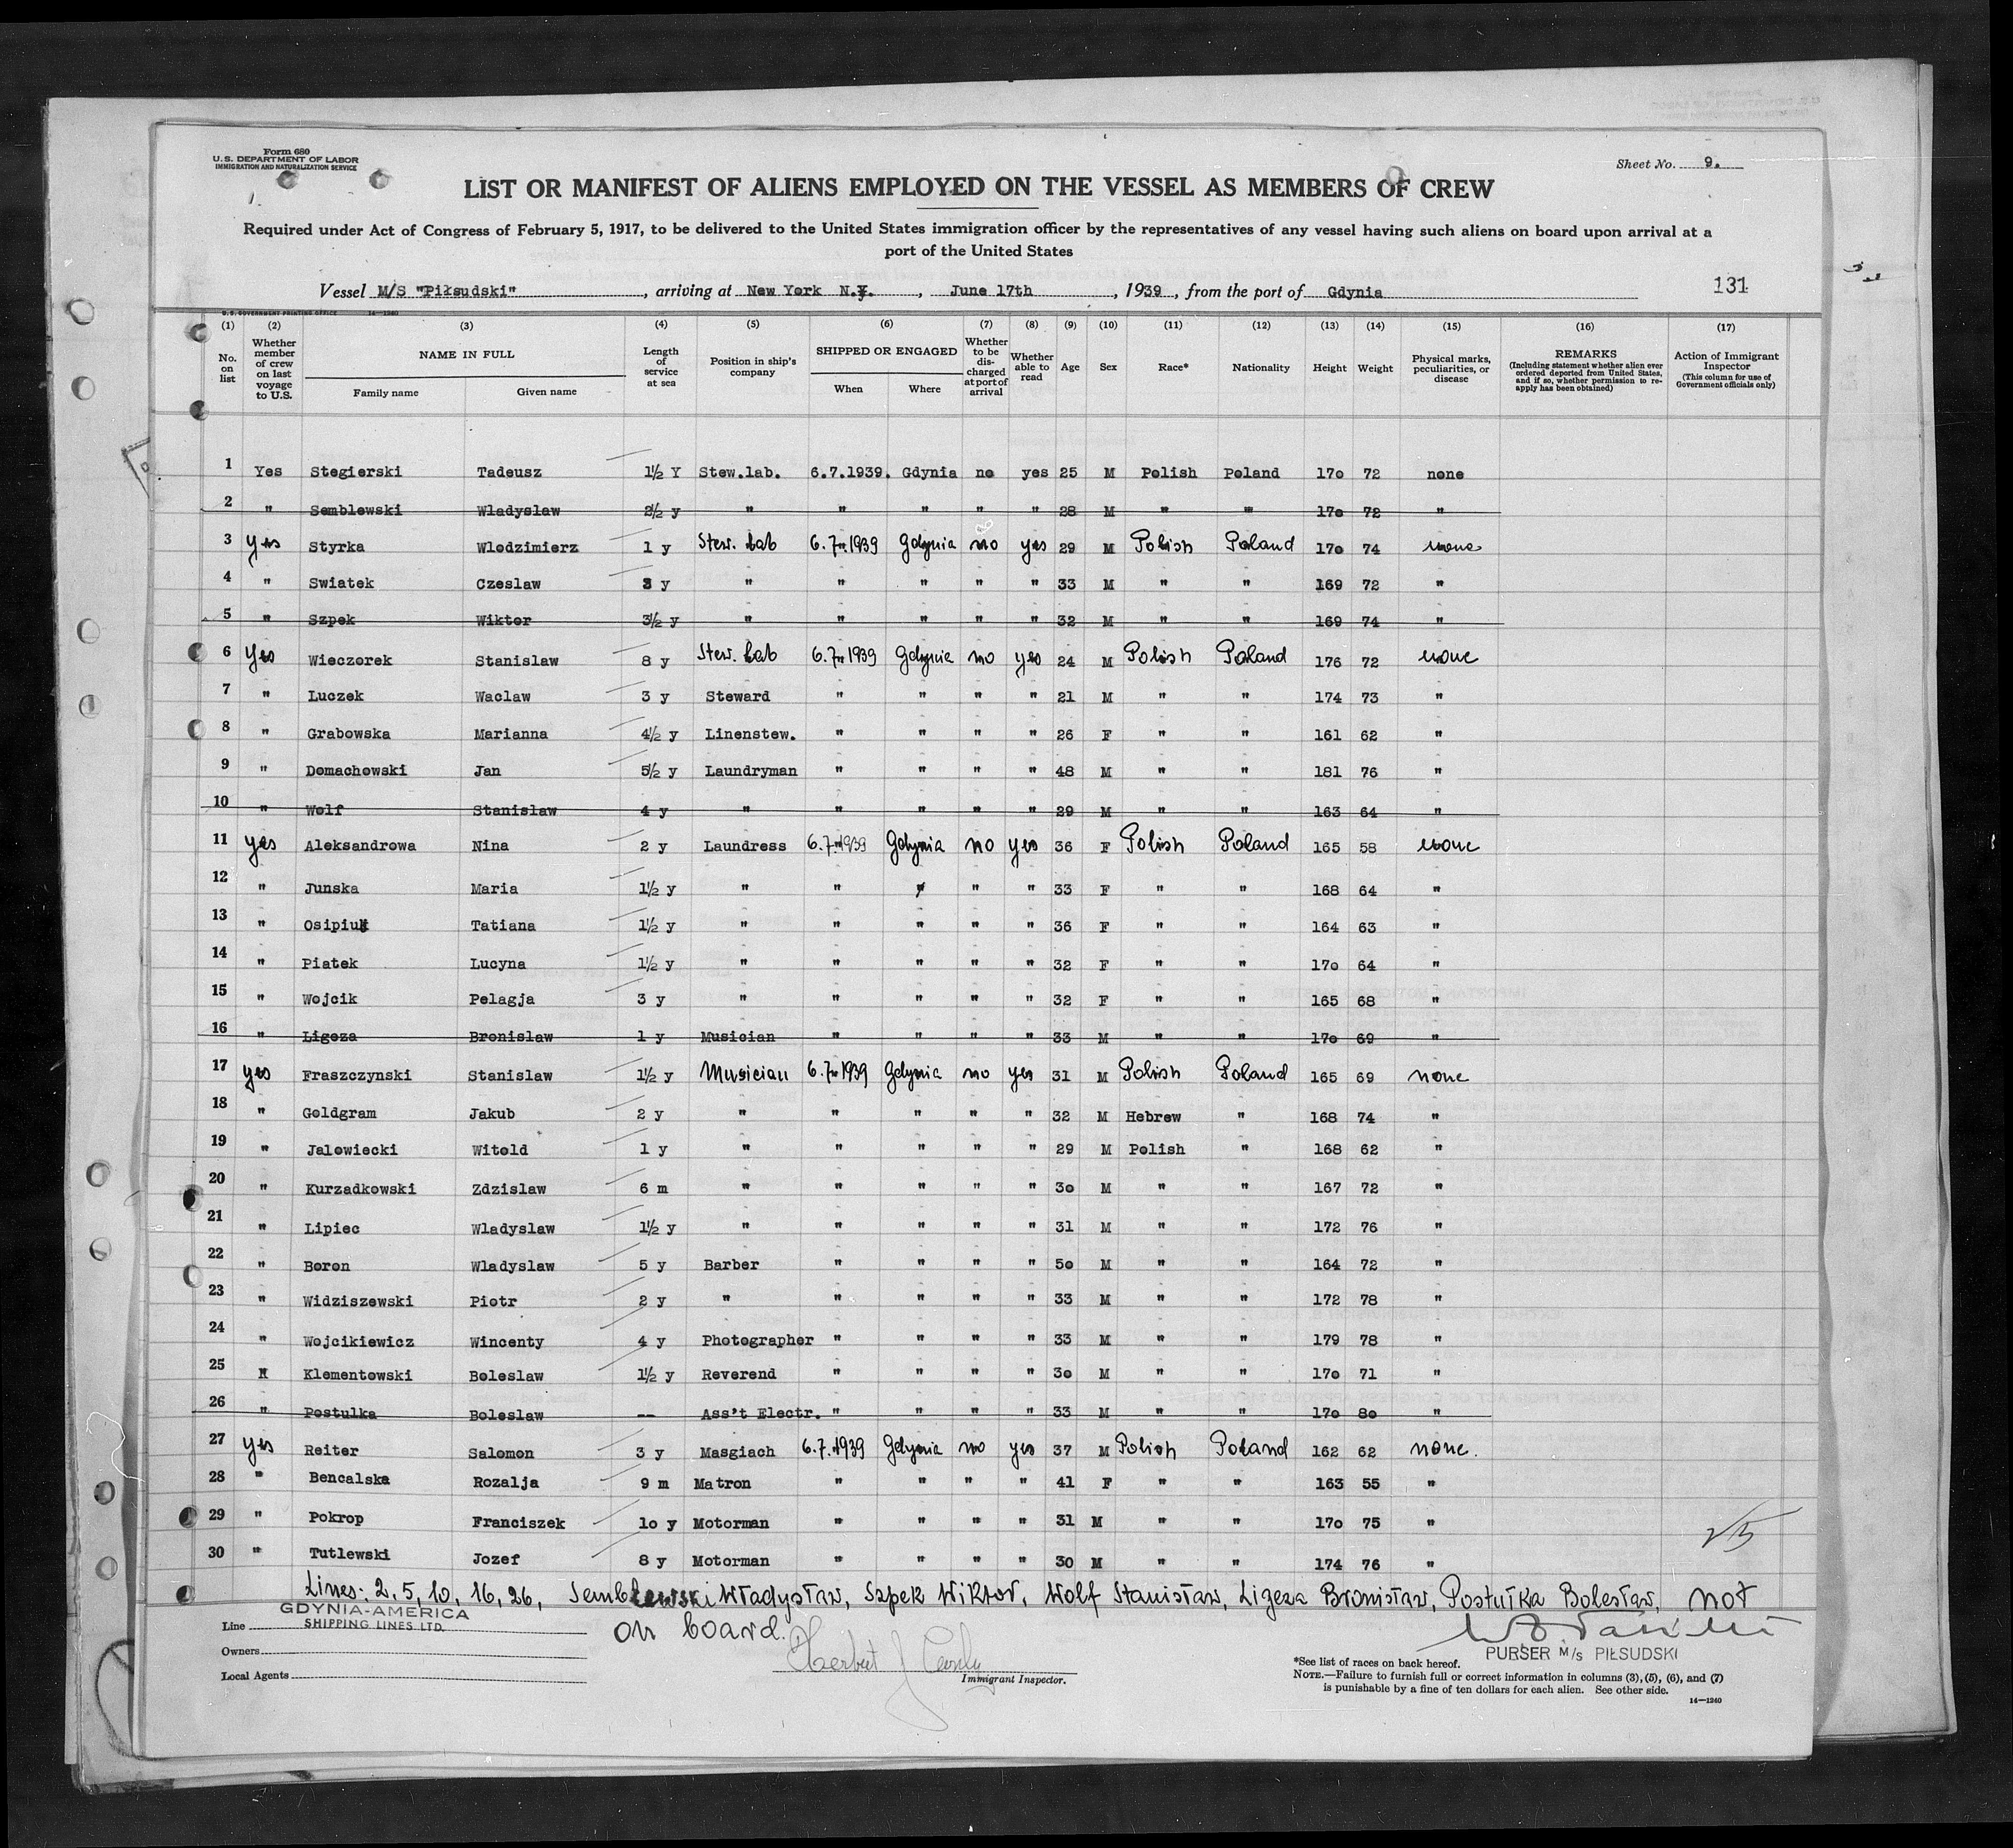 Form 680
U.S. DEPARTMENT OF LABOR
IMMIGRATION AND NATURALIZATION SERVICE
Sheet No. 9.
LIST OR MANIFEST OF ALIENS EMPLOYED ON THE VESSEL AS MEMBERS OF CREW
Required under Act of Congress of February 5, 1917, to be delivered to the United States immigration officer by the representatives of any vessel having such aliens on board upon arrival at a
port of the United States
Vessel M/S "Piłsudski", arriving at New York N.Y., June 17th, 1939, from the port of Gdynia
131
U.S. GOVERNMENT PRINTING OFFICE 14—1240
(1) (2) (3) (4) (5) (6) (7) (8) (9) (10) (11) (12) (13) (14) (15) (16) (17)
No. on list
Whether member of crew on last voyage to U.S.
NAME IN FULL
Family name Given name
Length of service at sea
Position in ship's company
SHIPPED OR ENGAGED
When Where
Whether to be discharged at port of arrival
Whether able to read
Age
Sex
Race*
Nationality
Height
Weight
Physical marks, peculiarities, or disease
REMARKS
(Including statement whether alien ever ordered deported from United States, and if so, whether permission to re-apply has been obtained)
Action of Immigrant Inspector
(This column for use of Government officials only)
1 Yes Stegierski Tadeusz 1½ Y Stew.lab. 6.7.1939. Gdynia no yes 25 M Polish Poland 170 72 none
2 " Semblewski Wladyslaw 2½ y " " " " " 28 M " " 170 72 "
3 yes Styrka Wlodzimierz 1 y Stew. lab 6.7.1939 Gdynia no yes 29 M Polish Poland 170 74 none
4 " Swiatek Czeslaw 3 y " " " " " 33 M " " 169 72 "
5 " Szpek Wiktor 3½ y " " " " " 32 M " " 169 74 "
6 yes Wieczorek Stanislaw 8 y Stew. lab 6.7.1939 Gdynia no yes 24 M Polish Poland 176 72 none
7 " Luczek Waclaw 3 y Steward " " " " 21 M " " 174 73 "
8 " Grabowska Marianna 4½ y Linenstew. " " " " 26 F " " 161 62 "
9 " Domachowski Jan 5½ y Laundryman " " " " 48 M " " 181 76 "
10 " Wolf Stanislaw 4 y " " " " " 29 M " " 163 64 "
11 yes Aleksandrowa Nina 2 y Laundress 6.7.1939 Gdynia no yes 36 F Polish Poland 165 58 none
12 " Junska Maria 1½ y " " " " " 33 F " " 168 64 "
13 " Osipiuk Tatiana 1½ y " " " " " 36 F " " 164 63 "
14 " Piatek Lucyna 1½ y " " " " " 32 F " " 170 64 "
15 " Wojcik Pelagja 3 y " " " " " 32 F " " 165 68 "
16 " Ligeza Bronislaw 1 y Musician " " " " 33 M " " 170 69 "
17 yes Fraszczynski Stanislaw 1½ y Musician 6.7.1939 Gdynia no yes 31 M Polish Poland 165 69 none
18 " Goldgram Jakub 2 y " " " " " 32 M Hebrew " 168 74 "
19 " Jalowiecki Witold 1 y " " " " " 29 M Polish " 168 62 "
20 " Kurzadkowski Zdzislaw 6 m " " " " " 30 M " " 167 72 "
21 " Lipiec Wladyslaw 1½ y " " " " " 31 M " " 172 76 "
22 " Boron Wladyslaw 5 y Barber " " " " 50 M " " 164 72 "
23 " Widziszewski Piotr 2 y " " " " " 33 M " " 172 78 "
24 " Wojcikiewicz Wincenty 4 y Photographer " " " " 33 M " " 179 78 "
25 " Klementowski Boleslaw 1½ y Reverend " " " " 30 M " " 170 71 "
26 " Postulka Boleslaw -- Ass't Electr. " " " " 33 M " " 170 80 "
27 yes Reiter Salomon 3 y Masgiach 6.7.1939 Gdynia no yes 37 M Polish Poland 162 62 none.
28 " Bencalska Rozalja 9 m Matron " " " " 41 F " " 163 55 "
29 " Pokrop Franciszek 10 y Motorman " " " " 31 M " " 170 75 "
30 " Tutlewski Jozef 8 y Motorman " " " " 30 M " " 174 76 "
25
Lines: 2, 5, 10, 16, 26, Semblewski Władysław, Szpek Wiktor, Wolf Stanisław, Ligeza Bronisław, Postułka Bolesław, not
on board.
Line GDYNIA-AMERICA SHIPPING LINES LTD.
Owners
Local Agents
Herbert J
Immigrant Inspector.
PURSER M/s PIŁSUDSKI
*See list of races on back hereof.
NOTE.—Failure to furnish full or correct information in columns (3), (5), (6), and (7)
is punishable by a fine of ten dollars for each alien. See other side.
14—1240